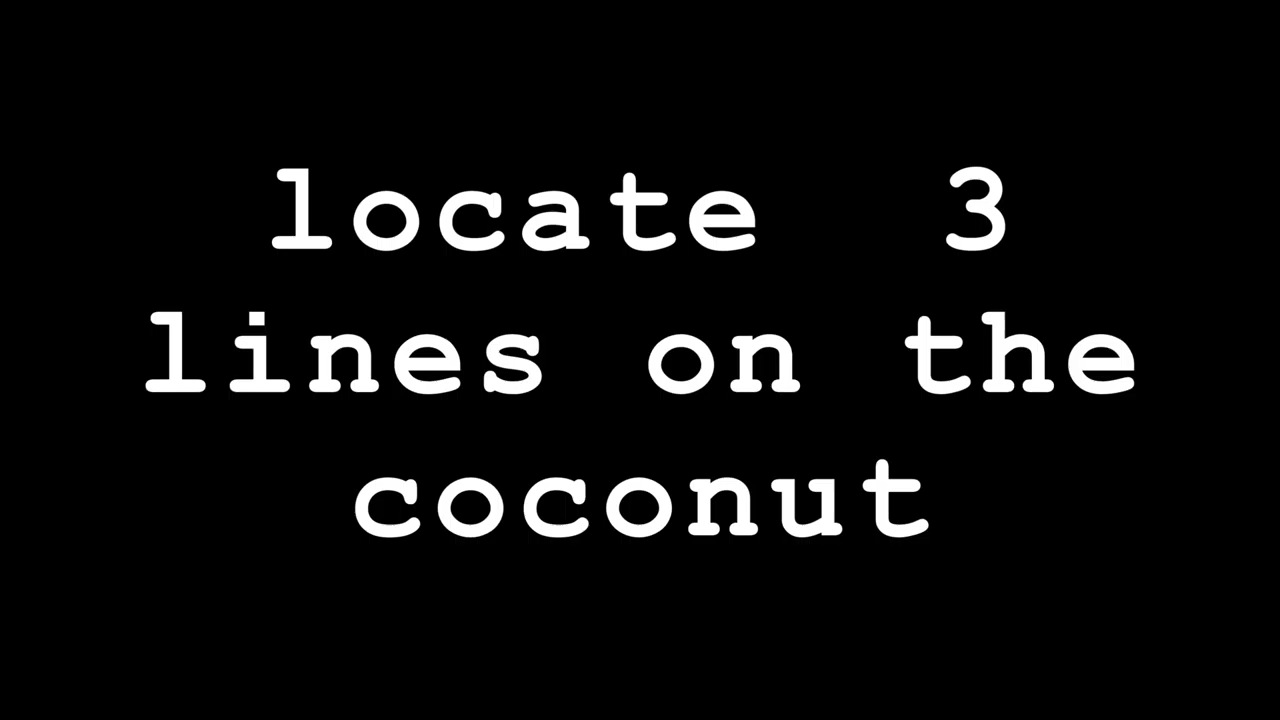 locate  3
lines on the
coconut